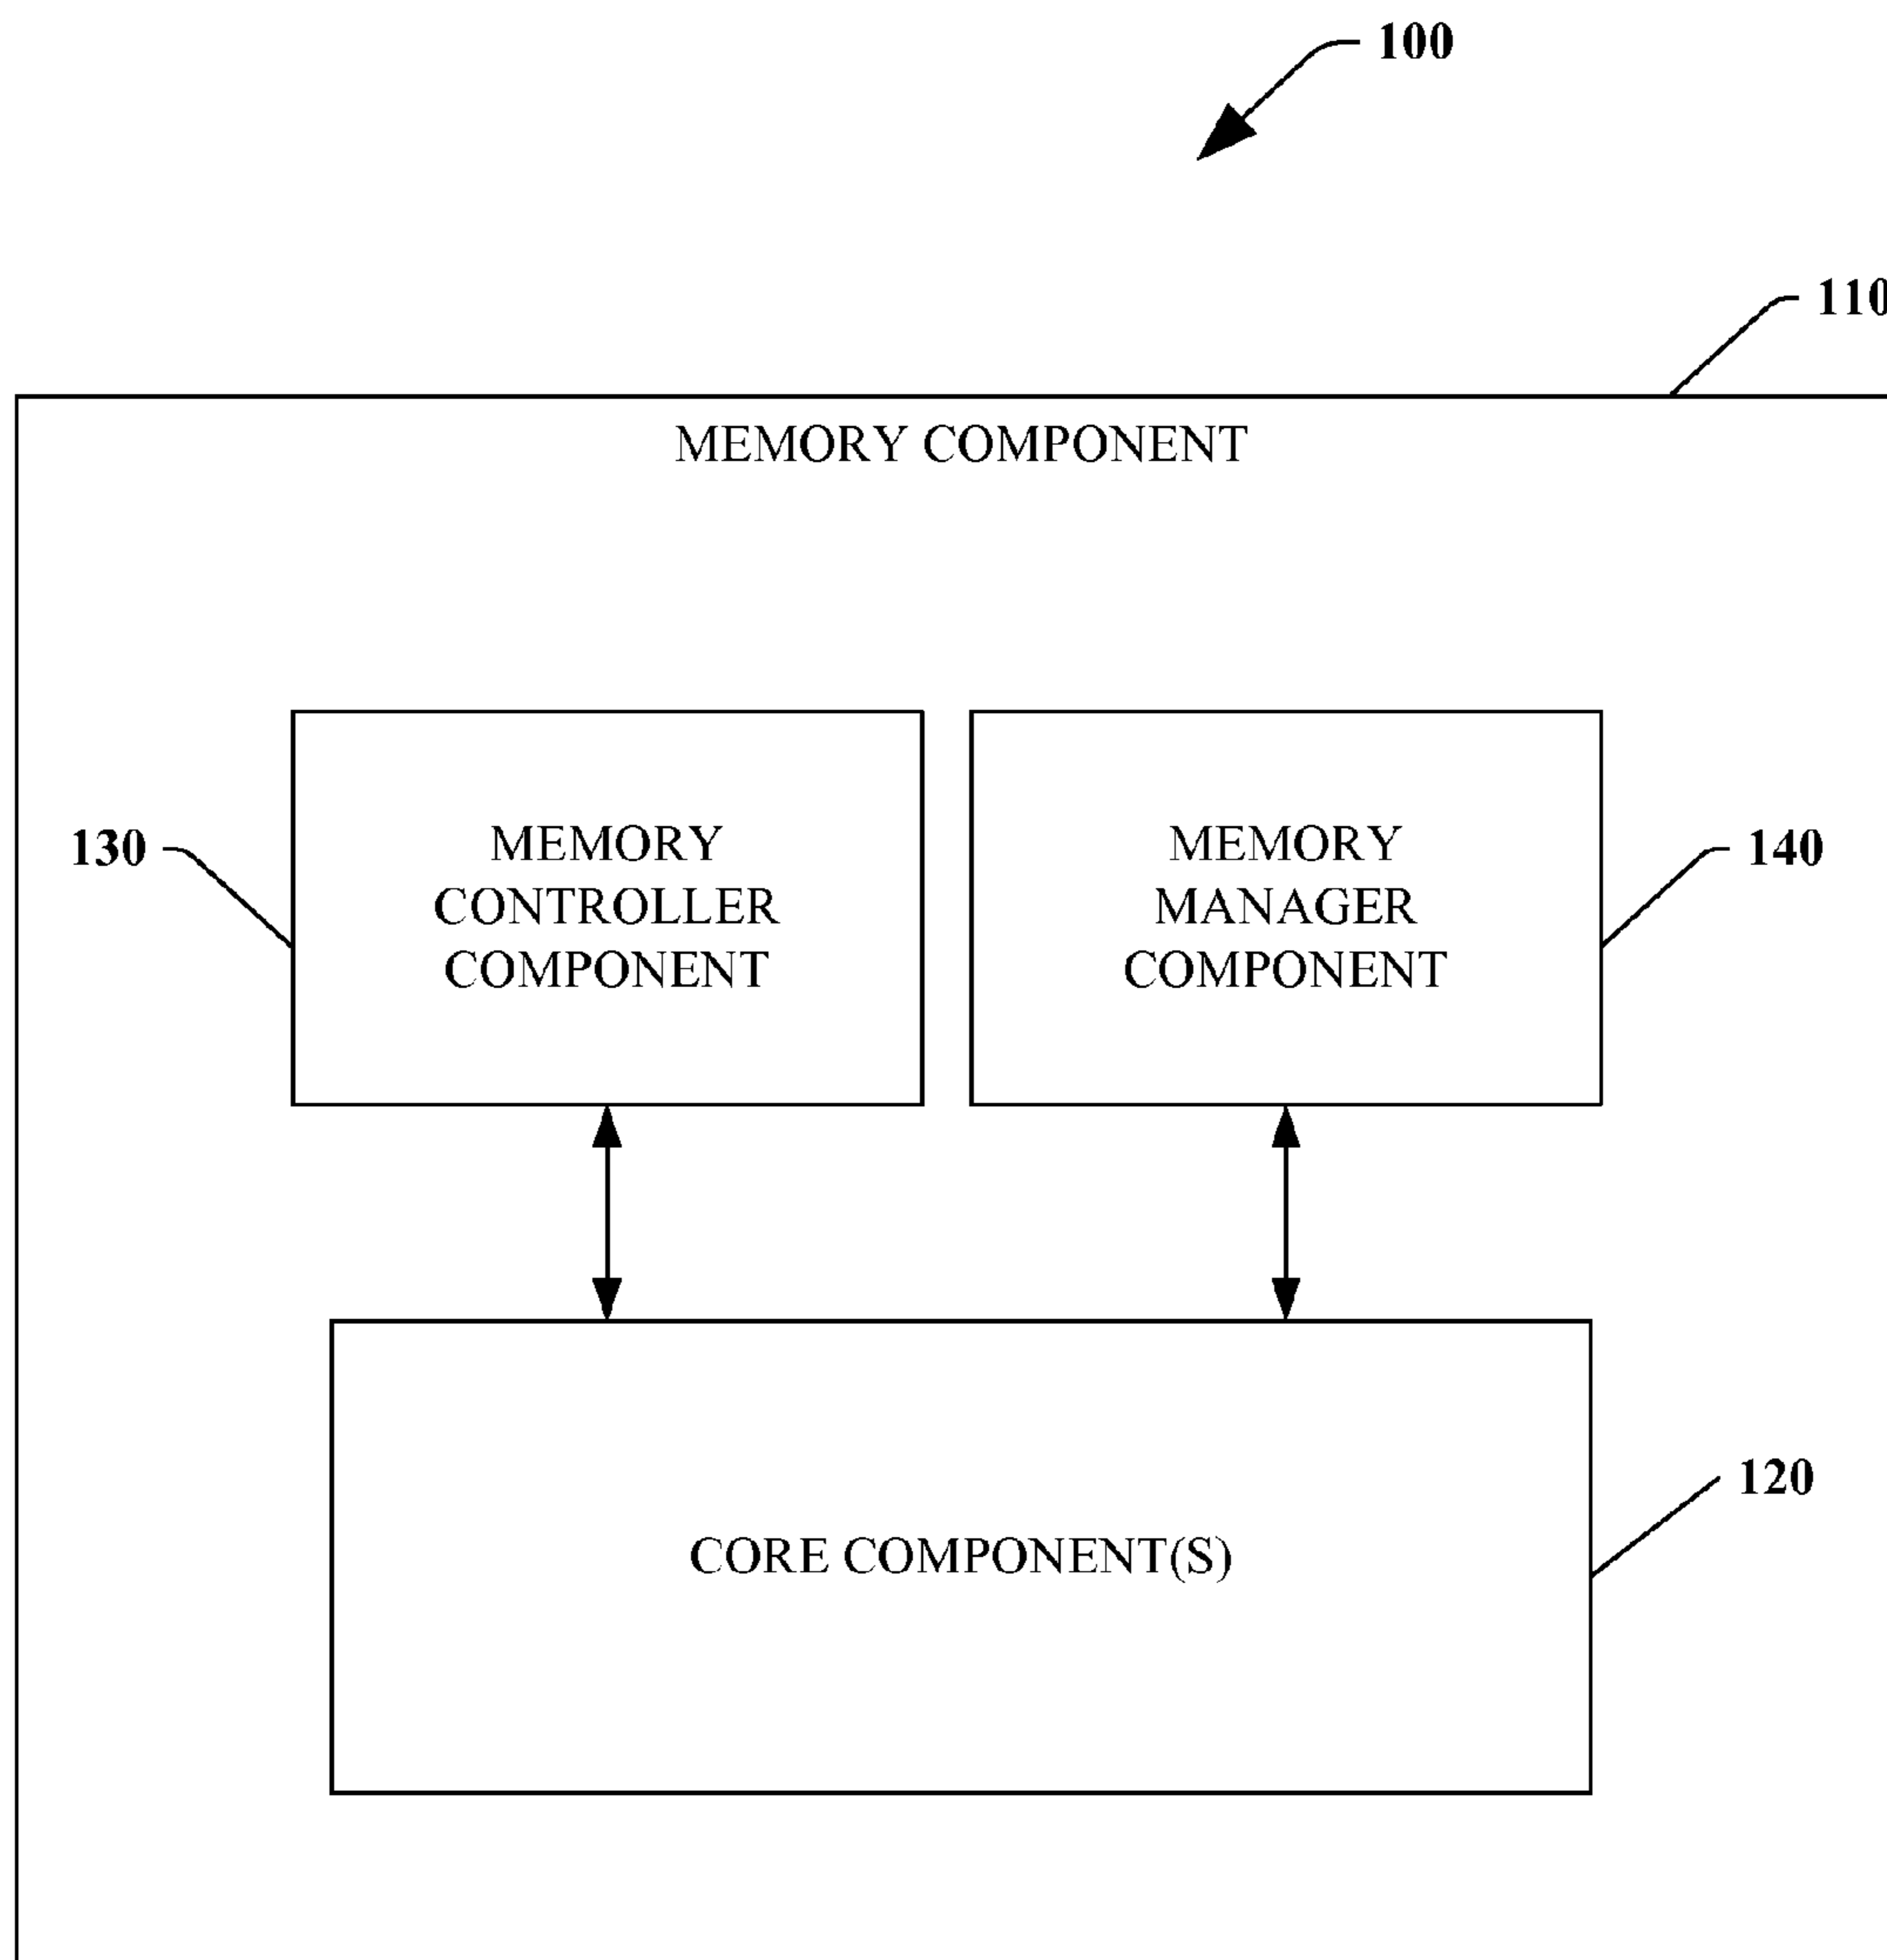 100
110
MEMORY COMPONENT
130
MEMORY
CONTROLLER
COMPONENT
MEMORY
MANAGER
COMPONENT
140
120
CORE COMPONENT(S)